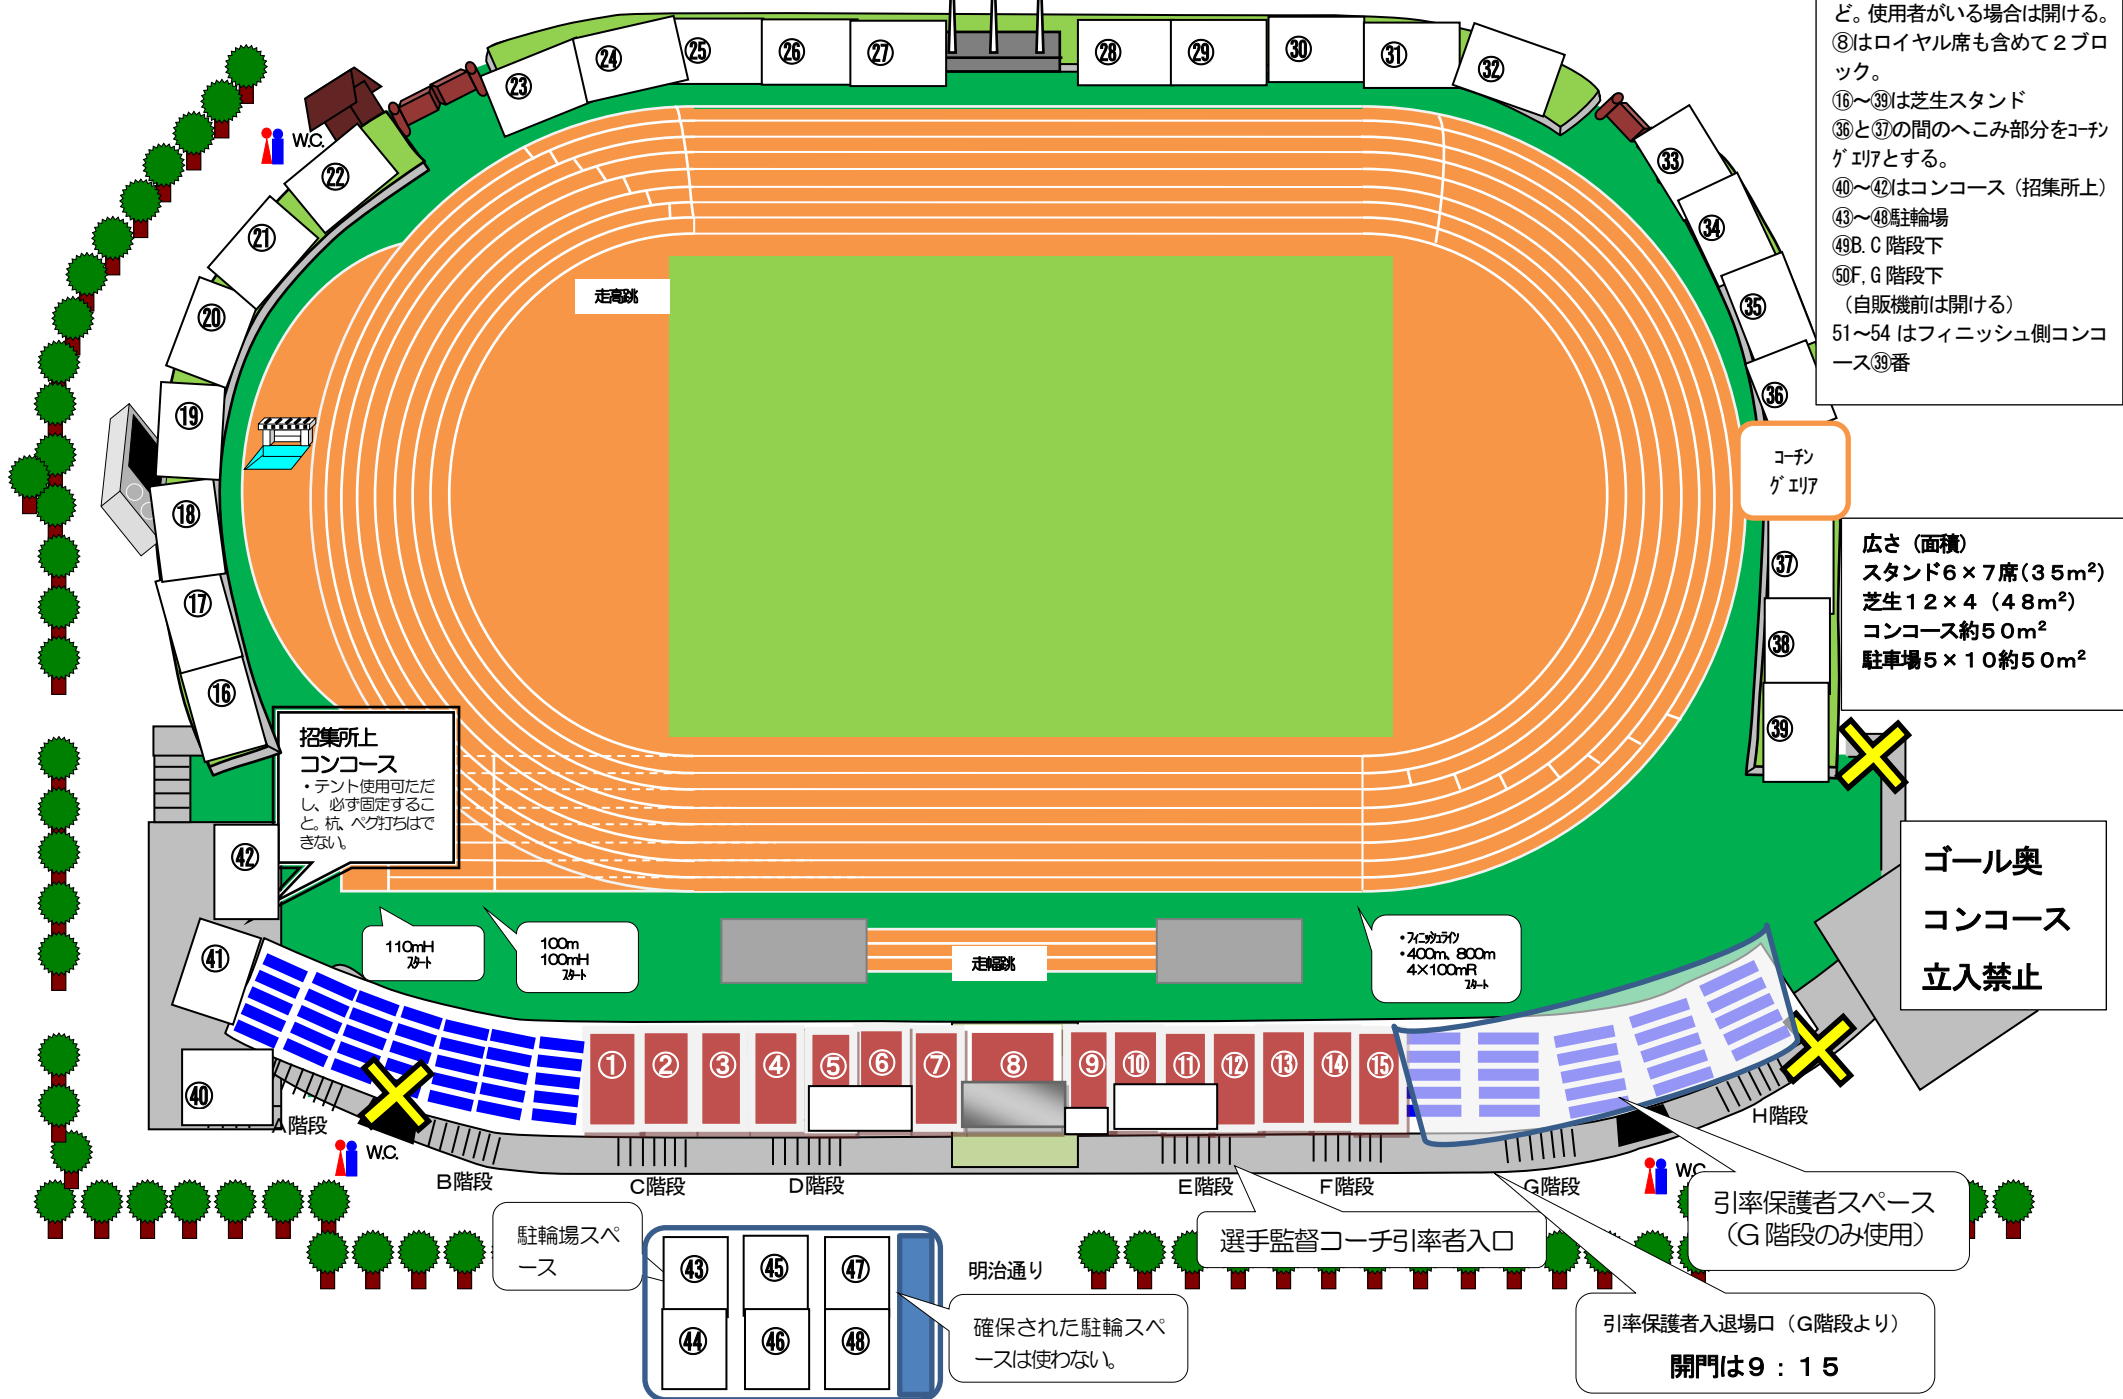 ど。使用者がいる場合は開ける。
⑧はロイヤル席も含めて２ブロ
ック。
⑯～㊴は芝生スタンド
㊱と㊲の間のへこみ部分をｺｰﾁﾝ
ｸﾞｴﾘｱとする。
㊵～㊷はコンコース（招集所上）
㊸～㊽駐輪場
㊾B.C 階段下
㊿F,G 階段下
（自販機前は開ける）
51～54 はフィニッシュ側コンコ
ース㊴番
㉓
㉔
㉕
㉖
㉗
㉘
㉙
㉚
㉛
㉜
W.C.
㉒
㉑
⑳
⑲
⑱
⑰
⑯
㉝
㉞
㉟
㊱
走高跳
ｺｰﾁﾝ
ｸﾞｴﾘｱ
㊲
㊳
㊴
広さ（面積）
スタンド６×７席(３５m²)
芝生１２×４（４８m²）
コンコース約５０m²
駐車場５×１０約５０m²
招集所上
コンコース
・テント使用可ただ
し、必ず固定するこ
と。杭、ペグ打ちはで
きない。
㊷
㊶
㊵
110mH
ｽﾀｰﾄ
100m
100mH
ｽﾀｰﾄ
走幅跳
・ﾌｨﾆｯｼｭﾗｲﾝ
・400m、800m
4×100mR
ｽﾀｰﾄ
ゴール奥
コンコース
立入禁止
①
②
③
④
⑤
⑥
⑦
⑧
⑨
⑩
⑪
⑫
⑬
⑭
⑮
A階段
W.C.
B階段
C階段
D階段
E階段
F階段
G階段
W.C.
H階段
駐輪場スペ
ース
㊸
㊺
㊼
㊹
㊻
㊽
明治通り
確保された駐輪スペ
ースは使わない。
選手監督コーチ引率者入口
引率保護者スペース
（G 階段のみ使用）
引率保護者入退場口（G階段より）
開門は９：１５